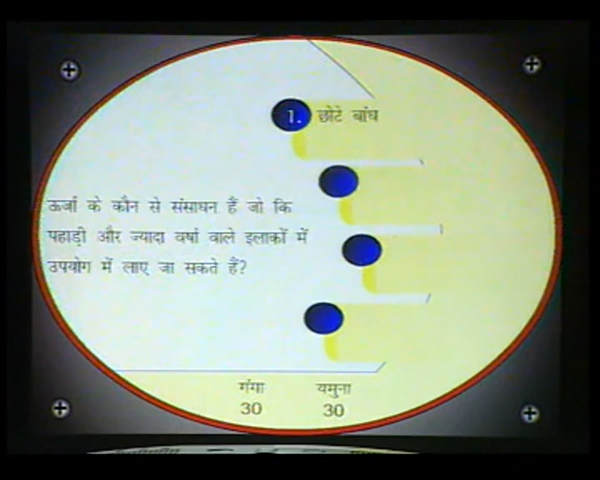 1. छोटे बांध
ऊर्जा के कौन से संसाधन हैं जो कि
पहाड़ी और ज्यादा वर्षा वाले इलाकों में
उपयोग में लाए जा सकते हैं?
गंगा यमुना
30 30